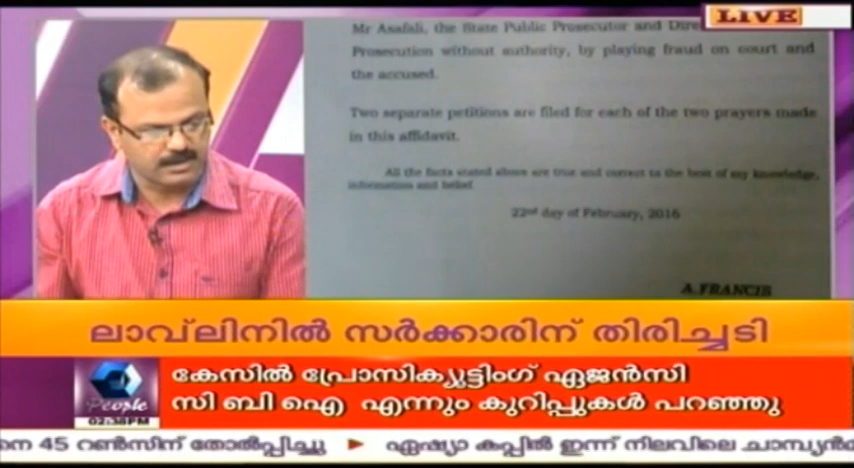 LIVE
Mr Asafali, the State Public Prosecutor and
Prosecution without authority, by playing fraud on court and
the accused.
Two separate petitions are filed for each of the two prayers made
in this affidavit.
All the facts stated above are true and correct to the best of my knowledge,
information and belief
22nd day of February, 2016
A. FRANCIS
ലാവ്‌ലിനിൽ സർക്കാരിന് തിരിച്ചടി
കേസിൽ പ്രോസിക്യുട്ടിംഗ് ഏജൻസി
സി ബി ഐ എന്നും കുറിപ്പുകൾ പറഞ്ഞു
People
02:38PM
45 റൺസിന് തോൽപ്പിച്ചു ► ഏഷ്യാ കപ്പിൽ ഇന്ന് നിലവിലെ